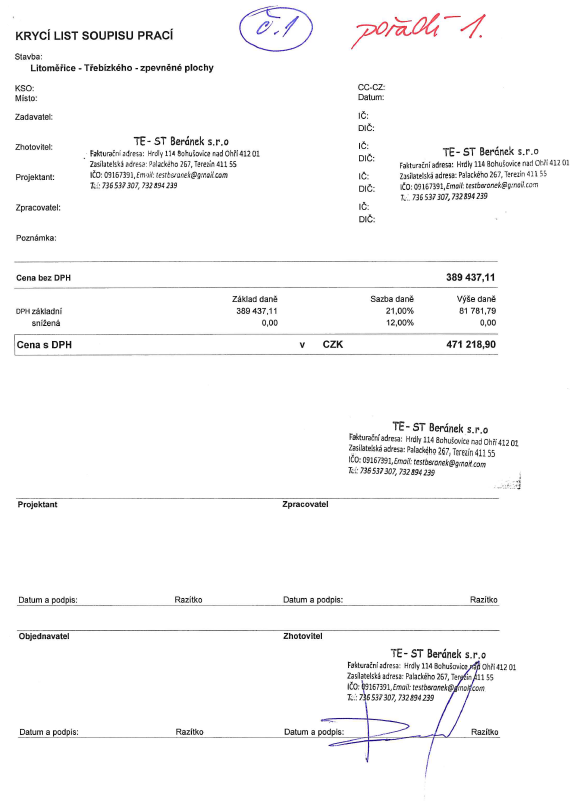 č.1
pořadí 1.
KRYCÍ LIST SOUPISU PRACÍ
Stavba:
Litoměřice - Třebízkého - zpevněné plochy
KSO:
CC-CZ:
Místo:
Datum:
Zadavatel:
IČ:
DIČ:
Zhotovitel:
TE- ST Beránek s.r.o
Fakturační adresa: Hrdly 114 Bohušovice nad Ohří 412 01
Zasilatelská adresa: Palackého 267, Terezín 411 55
IČO: 09167391, Email: testberanek@gmail.com
Tel.: 736 537 307, 732 894 239
IČ:
DIČ:
TE- ST Beránek s.r.o
Fakturační adresa: Hrdly 114 Bohušovice nad Ohří 412 01
Zasilatelská adresa: Palackého 267, Terezín 411 55
IČO: 09167391, Email: testberanek@gmail.com
Tel.: 736 537 307, 732 894 239
Projektant:
IČ:
DIČ:
Zpracovatel:
IČ:
DIČ:
Poznámka:
Cena bez DPH 389 437,11
Základ daně Sazba daně Výše daně
DPH základní 389 437,11 21,00% 81 781,79
snížená 0,00 12,00% 0,00
Cena s DPH v CZK 471 218,90
TE- ST Beránek s.r.o
Fakturační adresa: Hrdly 114 Bohušovice nad Ohří 412 01
Zasilatelská adresa: Palackého 267, Terezín 411 55
IČO: 09167391, Email: testberanek@gmail.com
Tel.: 736 537 307, 732 894 239
Projektant Zpracovatel
Datum a podpis: Razítko Datum a podpis: Razítko
Objednavatel Zhotovitel
TE- ST Beránek s.r.o
Fakturační adresa: Hrdly 114 Bohušovice nad Ohří 412 01
Zasilatelská adresa: Palackého 267, Terezín 411 55
IČO: 09167391, Email: testberanek@gmail.com
Tel.: 736 537 307, 732 894 239
Datum a podpis: Razítko Datum a podpis: Razítko